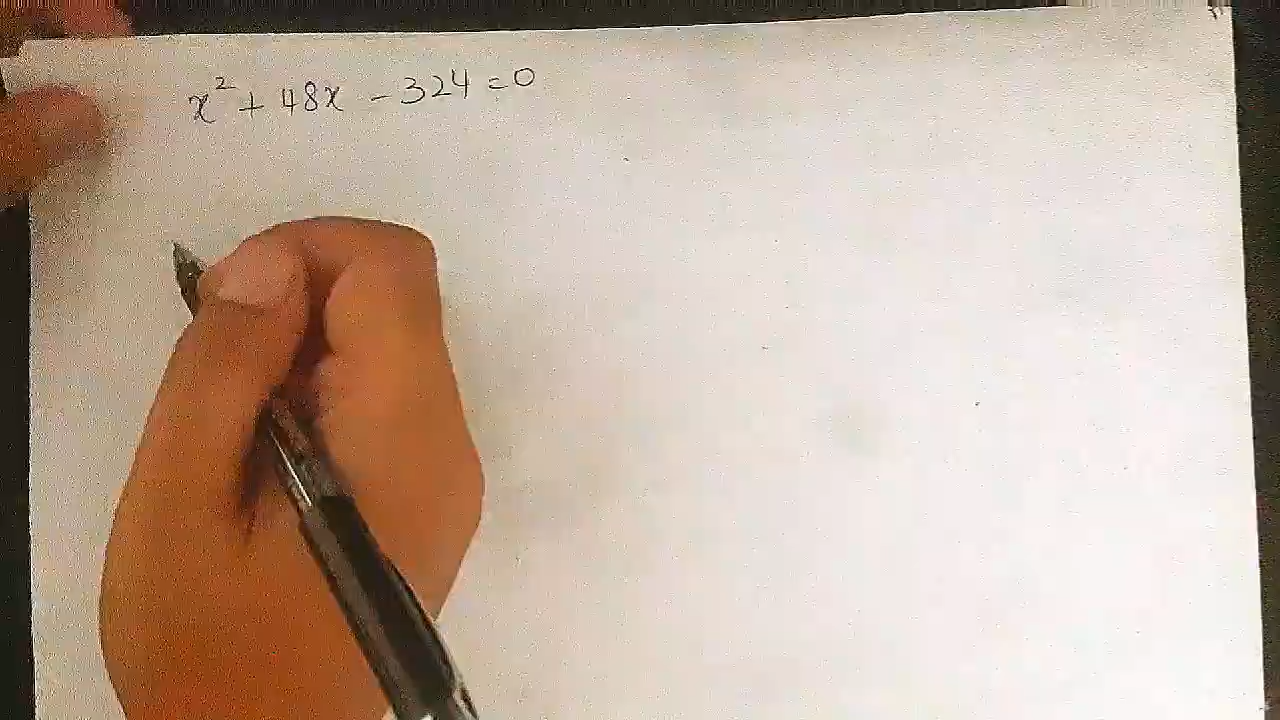 x² + 48x - 324 = 0